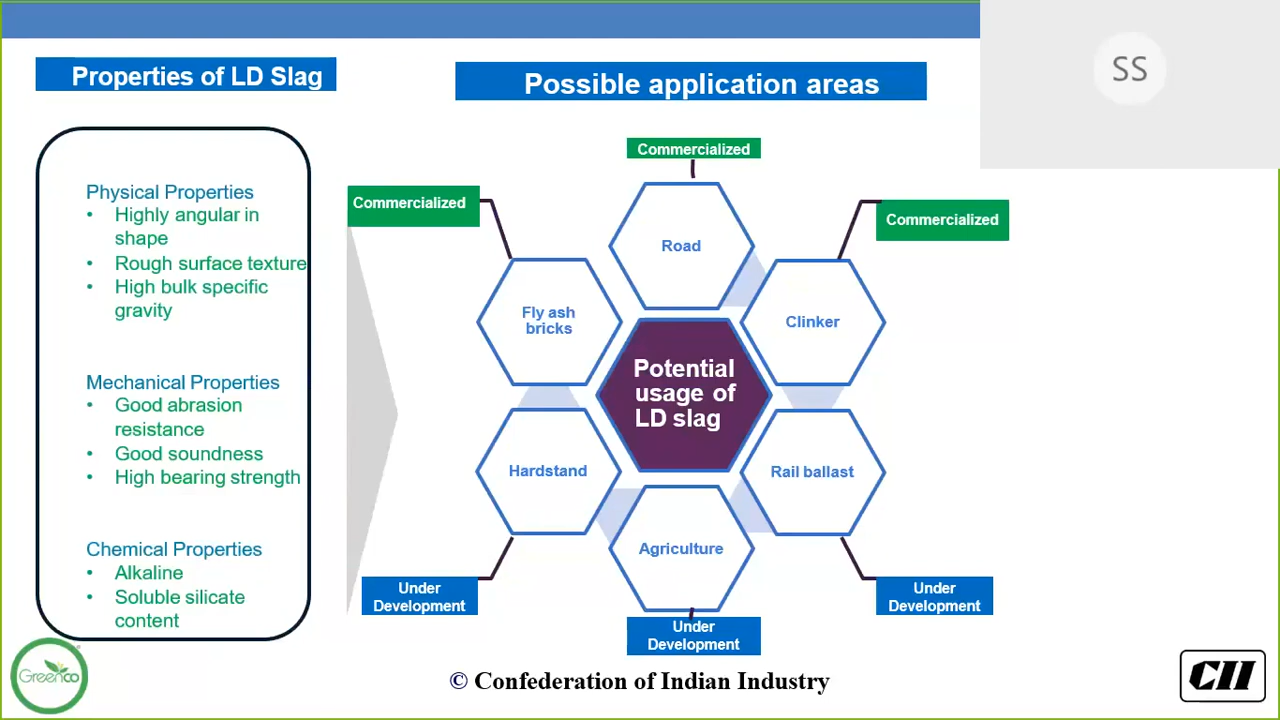 SS
Properties of LD Slag
Possible application areas
Physical Properties
• Highly angular in
shape
• Rough surface texture
• High bulk specific
gravity
Mechanical Properties
• Good abrasion
resistance
• Good soundness
• High bearing strength
Chemical Properties
• Alkaline
• Soluble silicate
content
Commercialized
Commercialized
Commercialized
Road
Fly ash
bricks
Clinker
Potential
usage of
LD slag
Hardstand
Rail ballast
Agriculture
Under
Development
Under
Development
Under
Development
Greenco
© Confederation of Indian Industry
CII